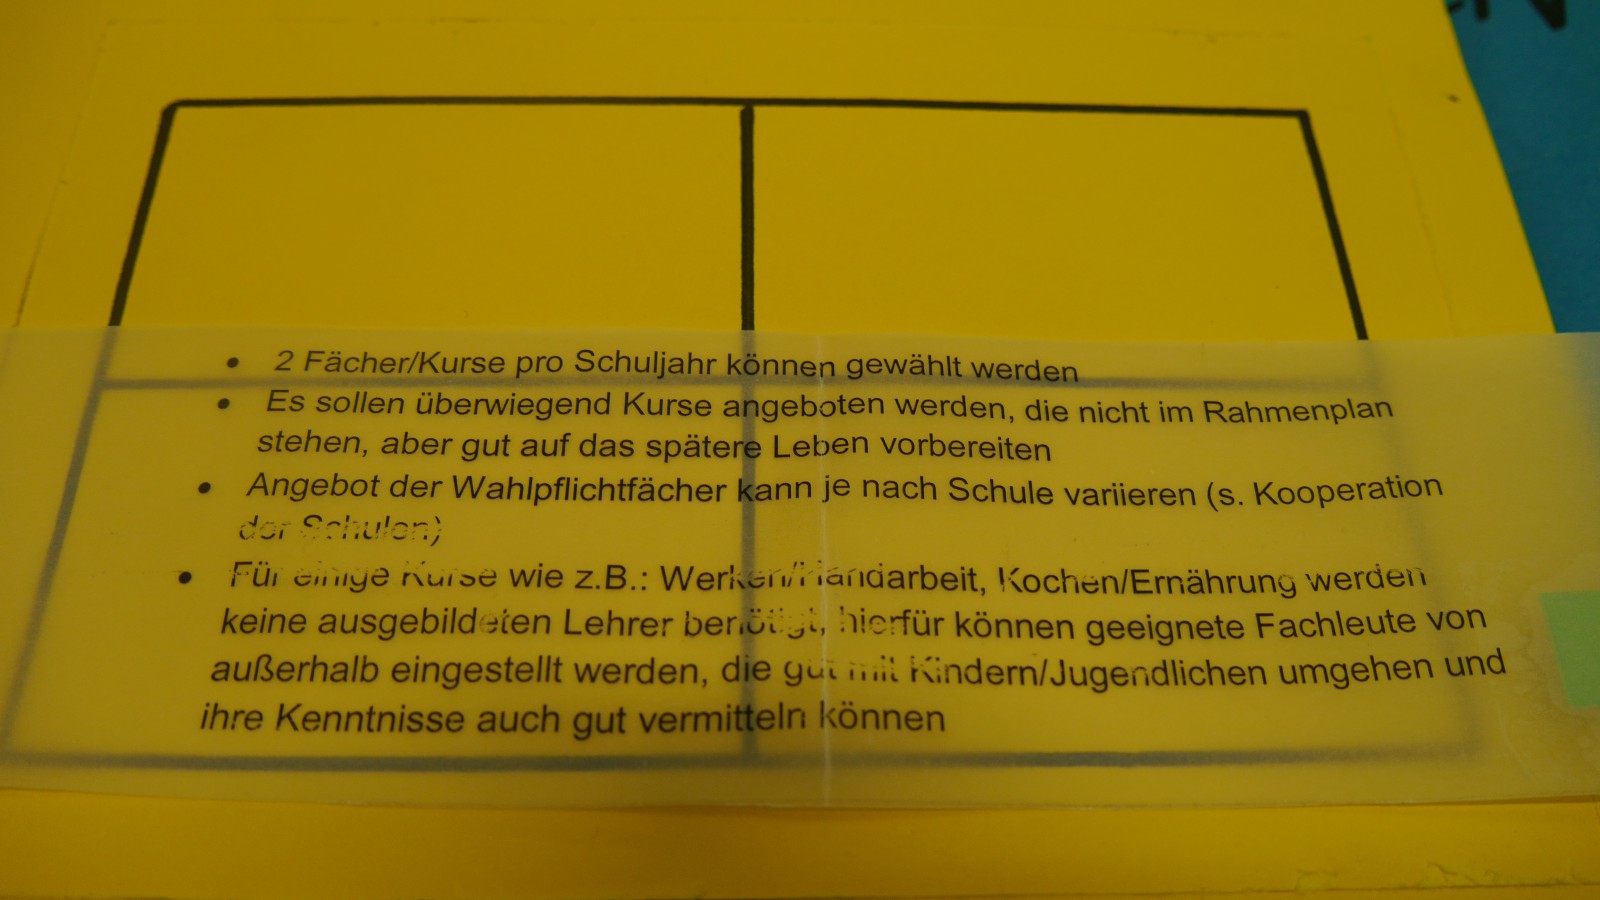 • 2 Fächer/Kurse pro Schuljahr können gewählt werden
• Es sollen überwiegend Kurse angeboten werden, die nicht im Rahmenplan
stehen, aber gut auf das spätere Leben vorbereiten
• Angebot der Wahlpflichtfächer kann je nach Schule variieren (s. Kooperation
der Schulen)
• Für einige Kurse wie z.B.: Werken/Handarbeit, Kochen/Ernährung werden
keine ausgebildeten Lehrer benötigt, hierfür können geeignete Fachleute von
außerhalb eingestellt werden, die gut mit Kindern/Jugendlichen umgehen und
ihre Kenntnisse auch gut vermitteln können